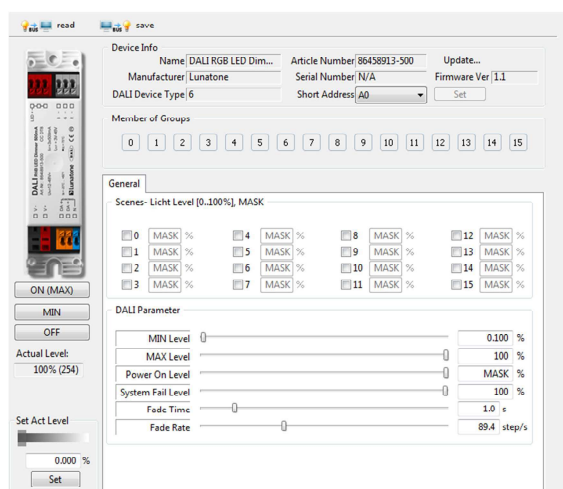 read save
Device Info
Name DALI RGB LED Dim... Article Number 86458913-500 Update...
Manufacturer Lunatone Serial Number N/A Firmware Ver 1.1
DALI Device Type 6 Short Address A0 Set
Member of Groups
0 1 2 3 4 5 6 7 8 9 10 11 12 13 14 15
General
Scenes- Licht Level [0..100%], MASK
0 MASK % 4 MASK % 8 MASK % 12 MASK %
1 MASK % 5 MASK % 9 MASK % 13 MASK %
2 MASK % 6 MASK % 10 MASK % 14 MASK %
3 MASK % 7 MASK % 11 MASK % 15 MASK %
DALI Parameter
MIN Level 0.100 %
MAX Level 100 %
Power On Level MASK %
System Fail Level 100 %
Fade Time 1.0 s
Fade Rate 89.4 step/s
ON (MAX)
MIN
OFF
Actual Level:
100% (254)
Set Act Level
0.000 %
Set
BUS
BUS
DALI
Lunatone